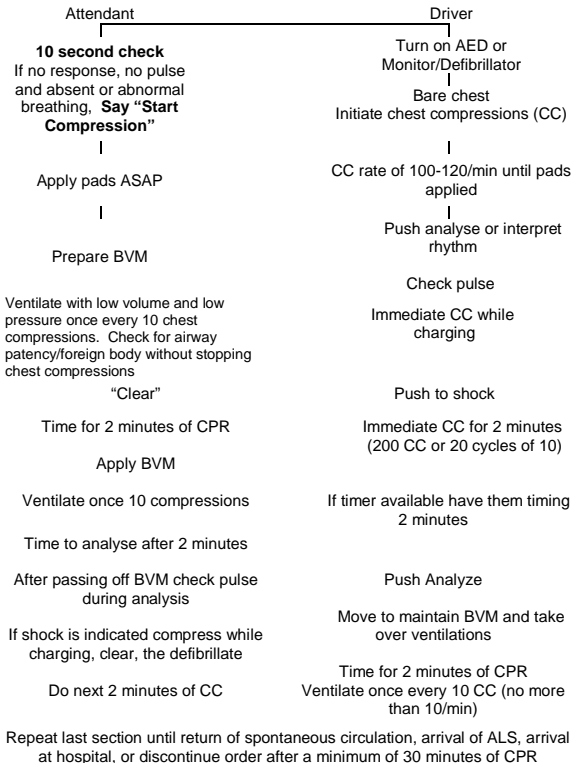 Attendant
Driver
10 second check
If no response, no pulse
and absent or abnormal
breathing, Say “Start
Compression”
Turn on AED or
Monitor/Defibrillator
Bare chest
Initiate chest compressions (CC)
Apply pads ASAP
CC rate of 100-120/min until pads
applied
Push analyse or interpret
rhythm
Prepare BVM
Check pulse
Ventilate with low volume and low
pressure once every 10 chest
compressions. Check for airway
patency/foreign body without stopping
chest compressions
Immediate CC while
charging
“Clear”
Push to shock
Time for 2 minutes of CPR
Immediate CC for 2 minutes
(200 CC or 20 cycles of 10)
Apply BVM
Ventilate once 10 compressions
If timer available have them timing
2 minutes
Time to analyse after 2 minutes
After passing off BVM check pulse
during analysis
Push Analyze
If shock is indicated compress while
charging, clear, the defibrillate
Move to maintain BVM and take
over ventilations
Do next 2 minutes of CC
Time for 2 minutes of CPR
Ventilate once every 10 CC (no more
than 10/min)
Repeat last section until return of spontaneous circulation, arrival of ALS, arrival
at hospital, or discontinue order after a minimum of 30 minutes of CPR